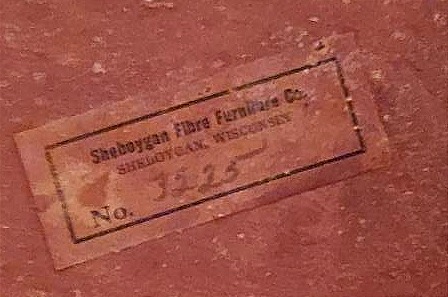 Sheboygan Fibre Furniture Co.
SHEBOYGAN, WISCONSIN
No. 3225